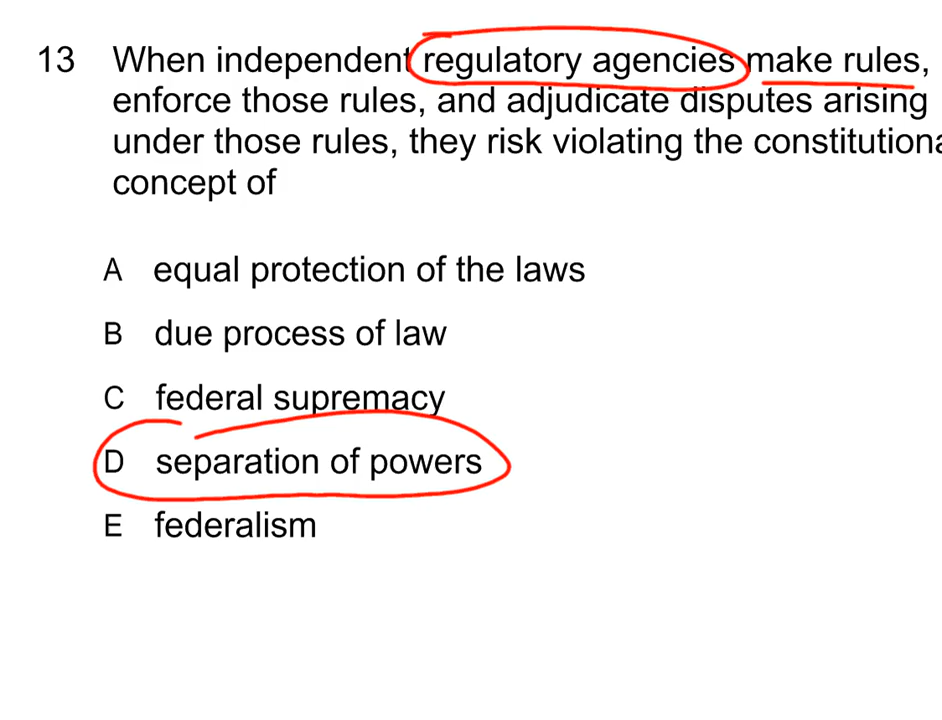 13 When independent regulatory agencies make rules,
enforce those rules, and adjudicate disputes arising
under those rules, they risk violating the constitutiona
concept of
A equal protection of the laws
B due process of law
C federal supremacy
D separation of powers
E federalism